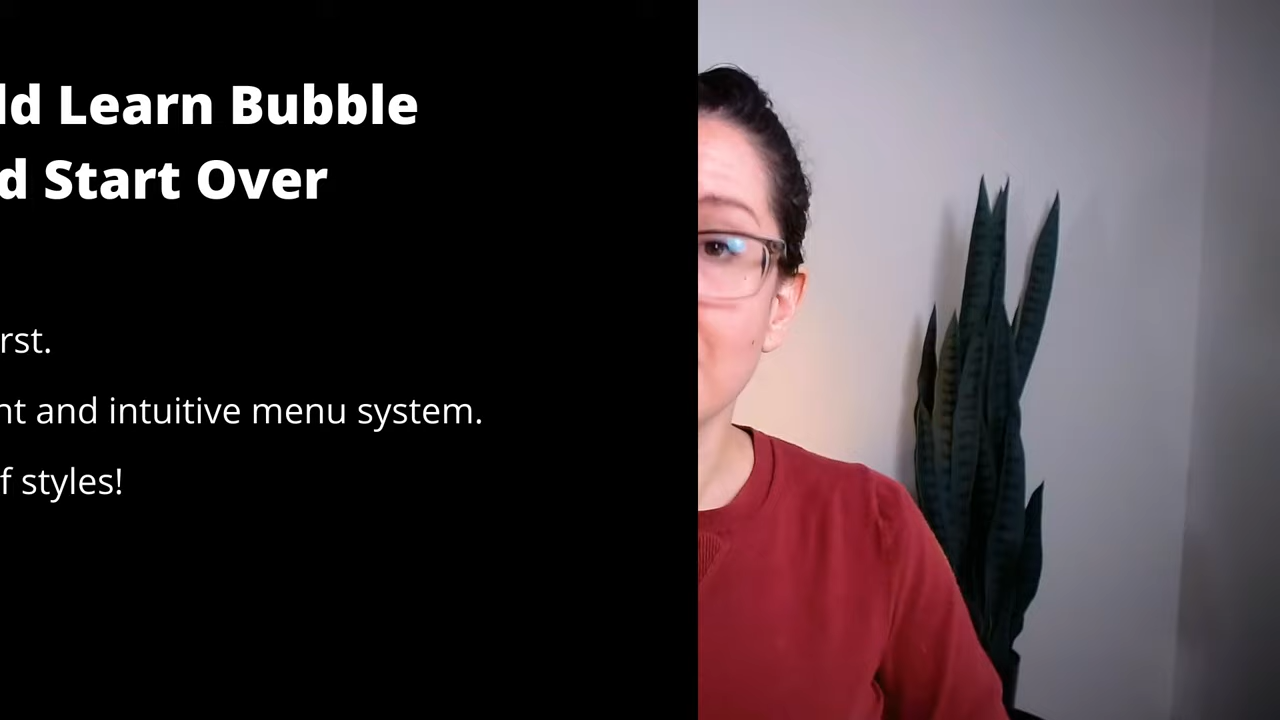 ld Learn Bubble
d Start Over
rst.
nt and intuitive menu system.
f styles!